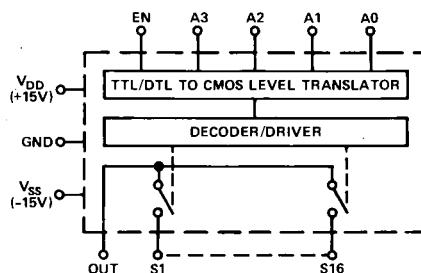 EN A3 A2 A1 A0
VDD
(+15V)
TTL/DTL TO CMOS LEVEL TRANSLATOR
GND
DECODER/DRIVER
VSS
(-15V)
OUT S1 S16